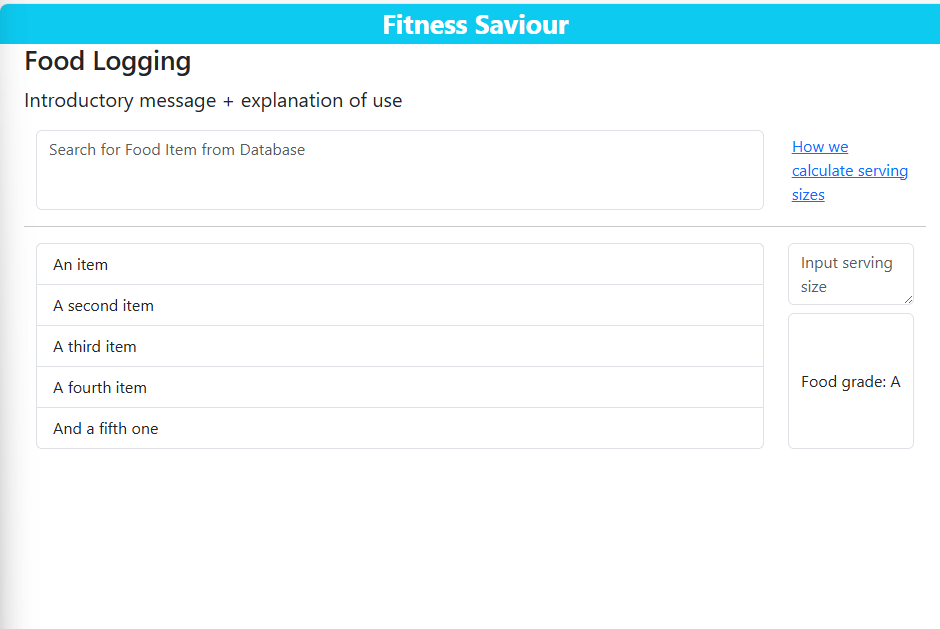 Fitness Saviour
Food Logging
Introductory message + explanation of use
Search for Food Item from Database
How we
calculate serving
sizes
An item
A second item
A third item
A fourth item
And a fifth one
Input serving
size
Food grade: A